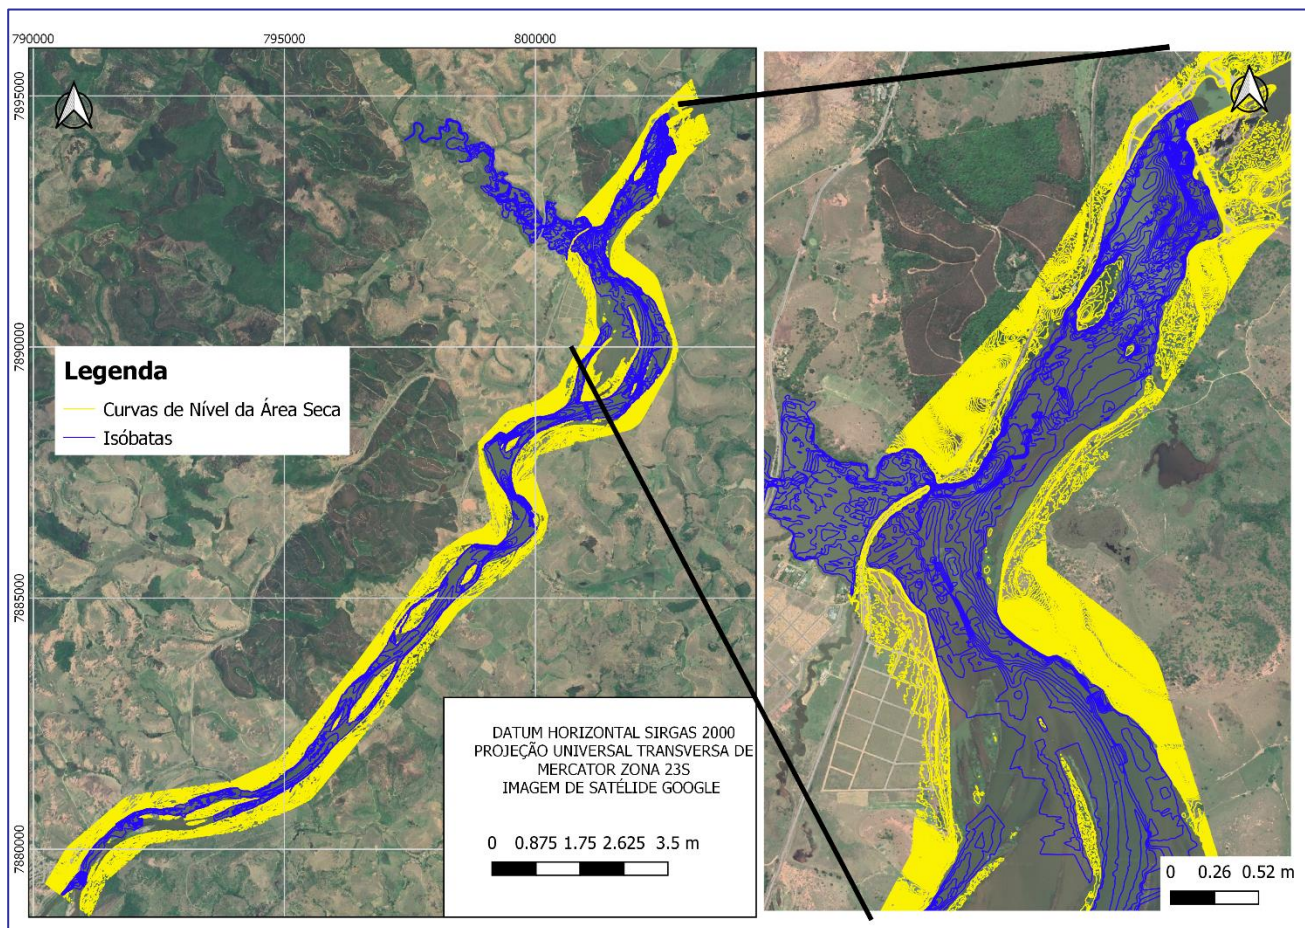 790000 795000 800000
7895000
7890000
7885000
7880000
Legenda
Curvas de Nível da Área Seca
Isóbatas
DATUM HORIZONTAL SIRGAS 2000
PROJEÇÃO UNIVERSAL TRANSVERSA DE
MERCATOR ZONA 23S
IMAGEM DE SATÉLIDE GOOGLE
0 0.875 1.75 2.625 3.5 m
0 0.26 0.52 m